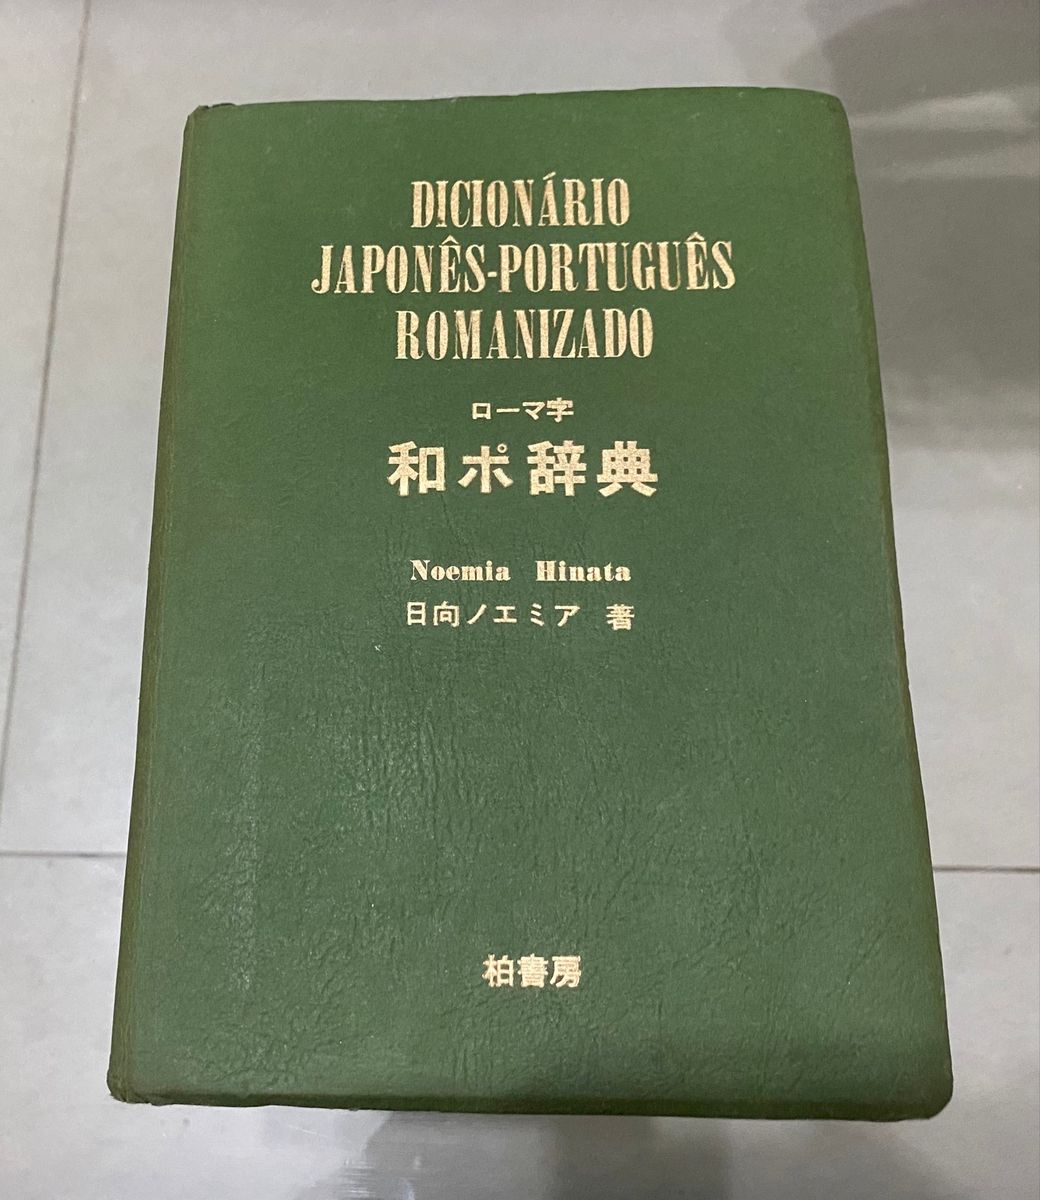 DICIONÁRIO
JAPONÊS-PORTUGUÊS
ROMANIZADO
ローマ字
和ポ辞典
Noemia Hinata
日向ノエミア 著
柏書房